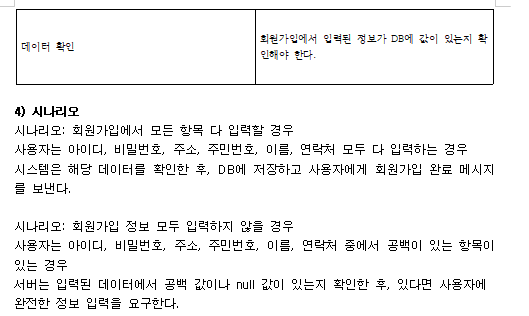 데이터 확인
회원가입에서 입력된 정보가 DB에 값이 있는지 확
인해야 한다.
4) 시나리오
시나리오: 회원가입에서 모든 항목 다 입력할 경우
사용자는 아이디, 비밀번호, 주소, 주민번호, 이름, 연락처 모두 다 입력하는 경우
시스템은 해당 데이터를 확인한 후, DB에 저장하고 사용자에게 회원가입 완료 메시지
를 보낸다.
시나리오: 회원가입 정보 모두 입력하지 않을 경우
사용자는 아이디, 비밀번호, 주소, 주민번호, 이름, 연락처 중에서 공백이 있는 항목이
있는 경우
서버는 입력된 데이터에서 공백 값이나 null 값이 있는지 확인한 후, 있다면 사용자에
완전한 정보 입력을 요구한다.